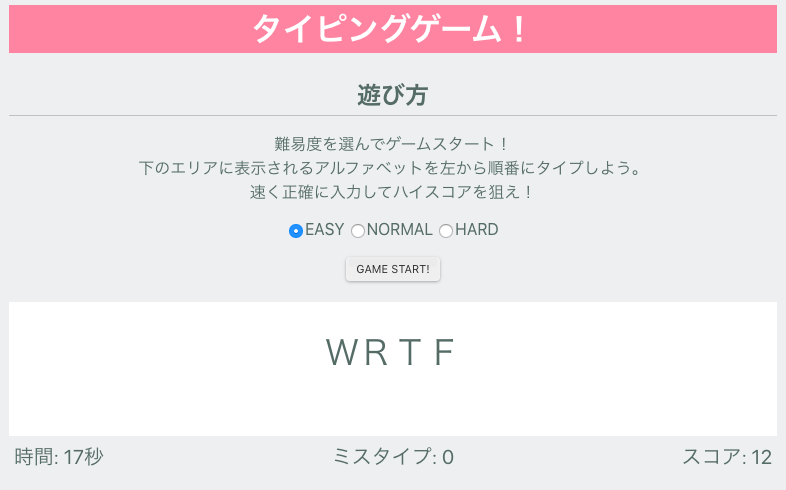 タイピングゲーム！
遊び方
難易度を選んでゲームスタート！
下のエリアに表示されるアルファベットを左から順番にタイプしよう。
速く正確に入力してハイスコアを狙え！
EASY NORMAL HARD
GAME START!
ＷＲＴＦ
時間: 17秒 ミスタイプ: 0 スコア: 12